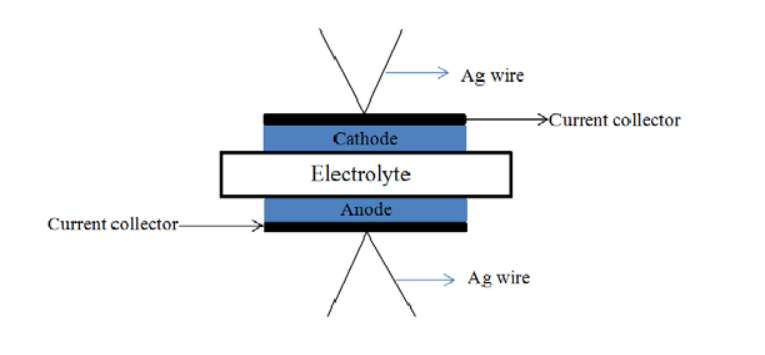 Ag wire
Current collector
Cathode
Electrolyte
Anode
Current collector
Ag wire